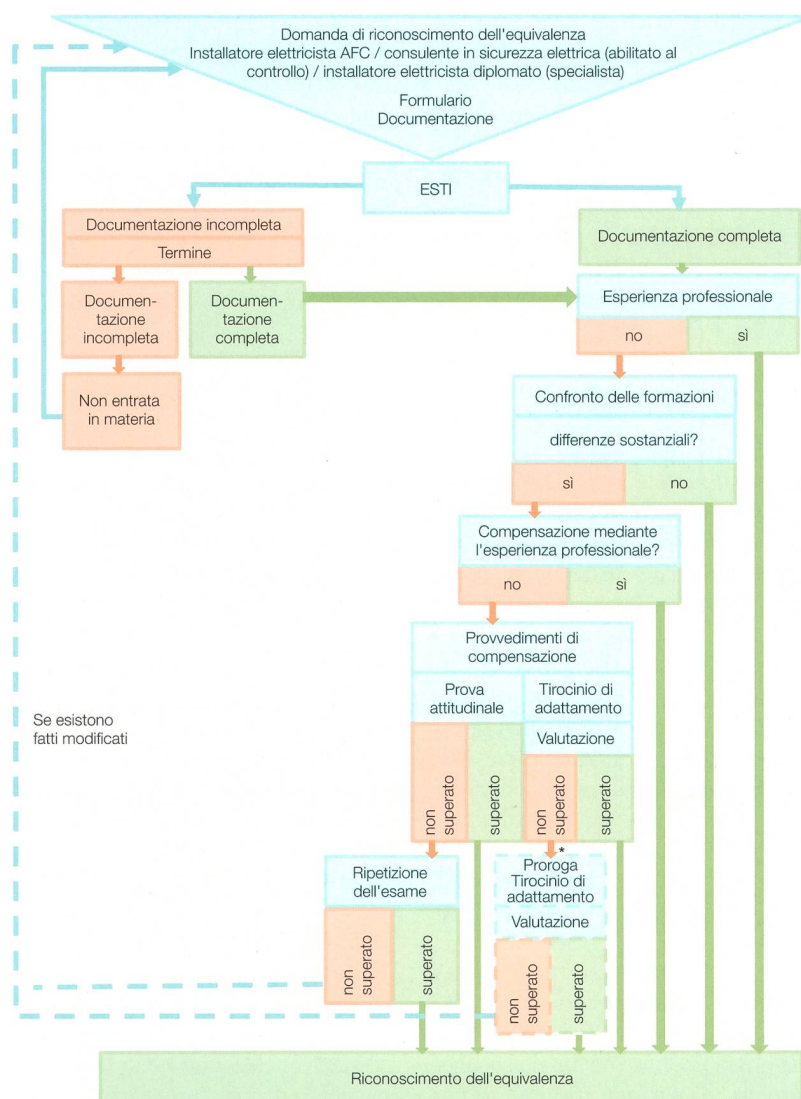 Domanda di riconoscimento dell'equivalenza
Installatore elettricista AFC / consulente in sicurezza elettrica (abilitato al
controllo) / installatore elettricista diplomato (specialista)
Formulario
Documentazione
ESTI
Documentazione incompleta
Termine
Documentazione completa
Documen-
tazione
incompleta
Documen-
tazione
completa
Esperienza professionale
no
sì
Non entrata
in materia
Confronto delle formazioni
differenze sostanziali?
sì
no
Compensazione mediante
l'esperienza professionale?
no
sì
Provvedimenti di
compensazione
Prova
attitudinale
Tirocinio di
adattamento
Valutazione
Se esistono
fatti modificati
non
superato
superato
non
superato
superato
*
Ripetizione
dell'esame
Proroga
Tirocinio di
adattamento
Valutazione
non
superato
superato
non
superato
superato
Riconoscimento dell'equivalenza